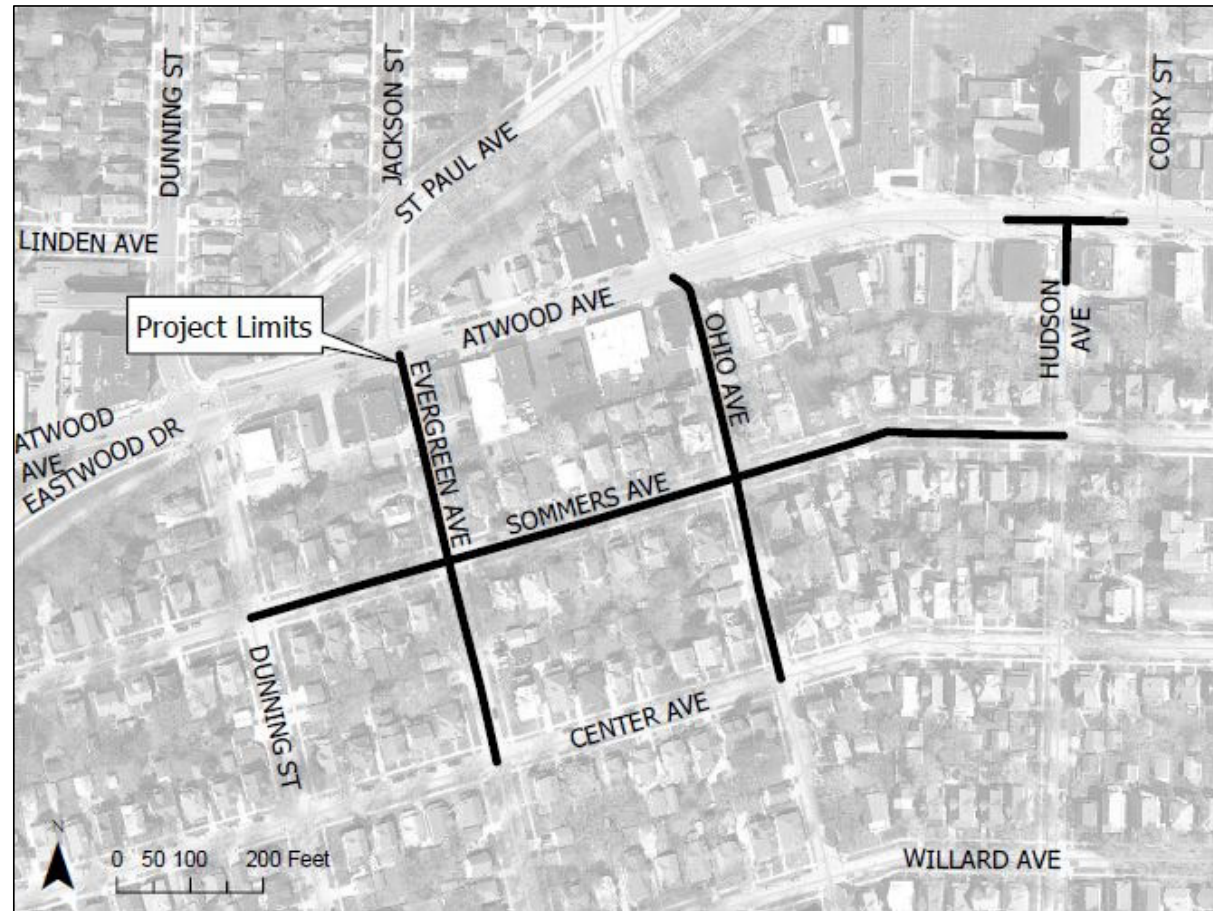 DUNNING ST
JACKSON ST
ST PAUL AVE
CORRY ST
LINDEN AVE
Project Limits
ATWOOD AVE
HUDSON
AVE
OHIO AVE
EVERGREEN AVE
ATWOOD
AVE
EASTWOOD DR
SOMMERS AVE
DUNNING ST
CENTER AVE
WILLARD AVE
N
0 50 100 200 Feet